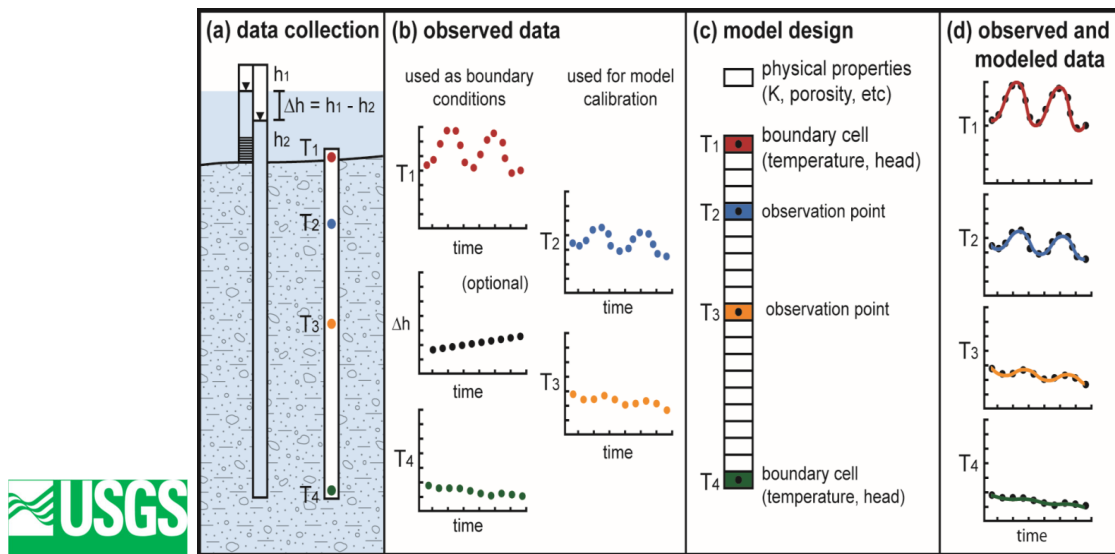 (a) data collection
h1
Δh = h1 - h2
h2
T1
T2
T3
T4
(b) observed data
used as boundary
conditions
used for model
calibration
T1
time
T2
time
(optional)
Δh
time
T3
time
T4
time
(c) model design
physical properties
(K, porosity, etc)
T1
boundary cell
(temperature, head)
T2
observation point
T3
observation point
T4
boundary cell
(temperature, head)
(d) observed and
modeled data
T1
T2
T3
T4
time
USGS